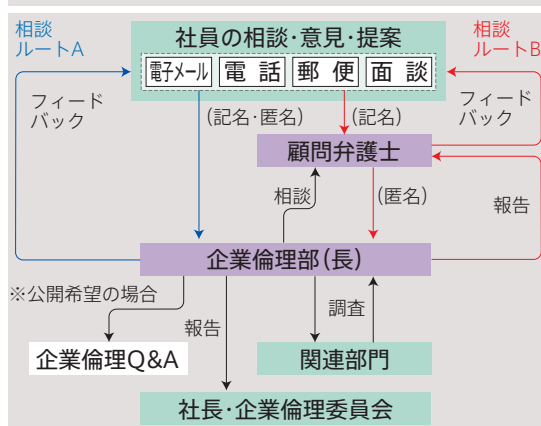 相談
ルートA
社員の相談・意見・提案
相談
ルートB
電子メール 電話 郵便 面談
フィード
バック
(記名・匿名)
(記名)
フィード
バック
顧問弁護士
相談
(匿名)
報告
企業倫理部(長)
※公開希望の場合
報告
調査
企業倫理Q&A
関連部門
社長・企業倫理委員会